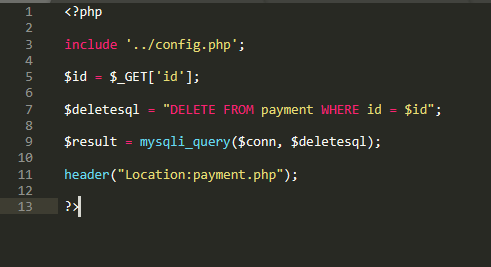 1 <?php
2
3 include '../config.php';
4
5 $id = $_GET['id'];
6
7 $deletesql = "DELETE FROM payment WHERE id = $id";
8
9 $result = mysqli_query($conn, $deletesql);
10
11 header("Location:payment.php");
12
13 ?>